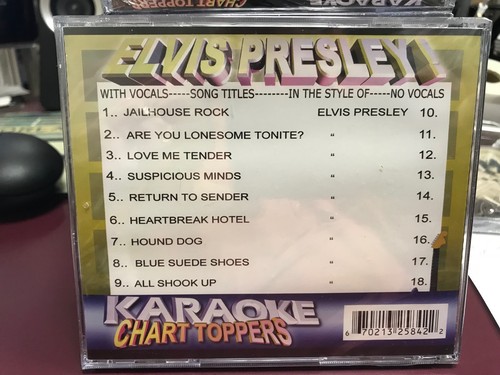 KARAOKE
CHART TOPPERS
ELVIS PRESLEY!
WITH VOCALS-----SONG TITLES--------IN THE STYLE OF-----NO VOCALS
1.. JAILHOUSE ROCK ELVIS PRESLEY 10.
2.. ARE YOU LONESOME TONITE? " 11.
3.. LOVE ME TENDER " 12.
4.. SUSPICIOUS MINDS " 13.
5.. RETURN TO SENDER " 14.
6.. HEARTBREAK HOTEL " 15.
7.. HOUND DOG " 16.
8.. BLUE SUEDE SHOES " 17.
9.. ALL SHOOK UP " 18.
KARAOKE
CHART TOPPERS
6 70213 25842 2